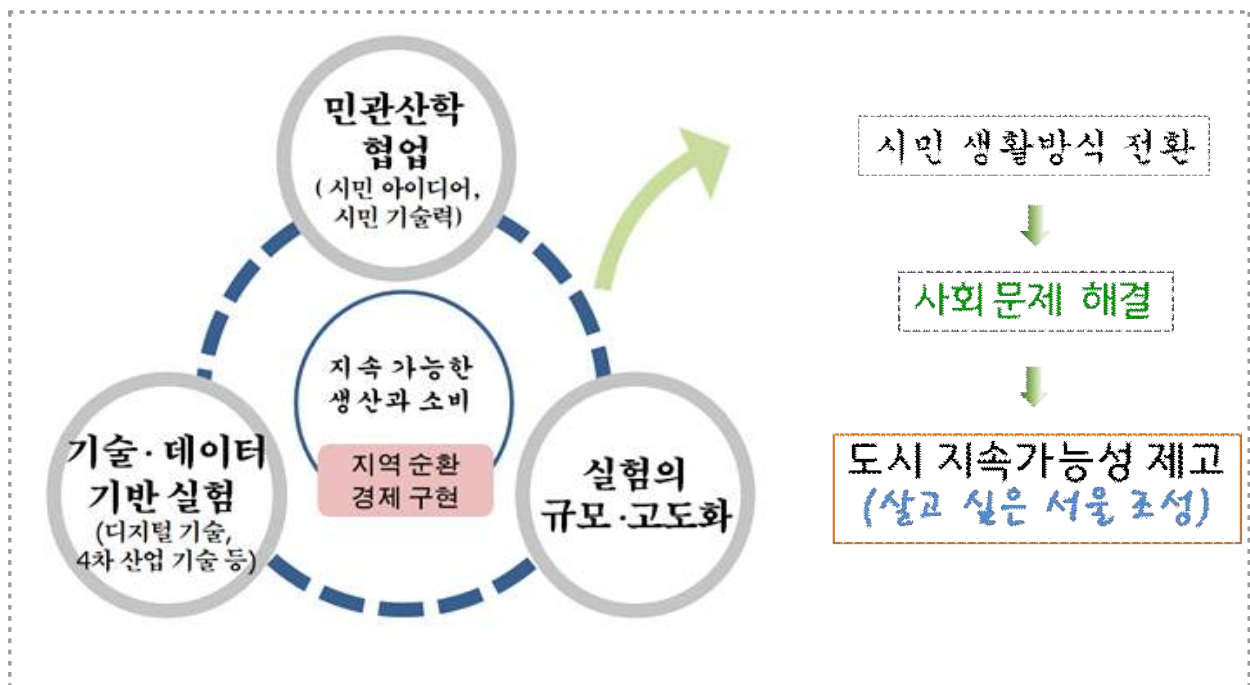 민관산학
협업
( 시민 아이디어,
시민 기술력)
지속 가능한
생산과 소비
지역 순환
경제 구현
기술·데이터
기반 실험
(디지털 기술,
4차 산업 기술 등)
실험의
규모·고도화
시민 생활방식 전환
사회 문제 해결
도시 지속가능성 제고
(살고 싶은 서울 조성)